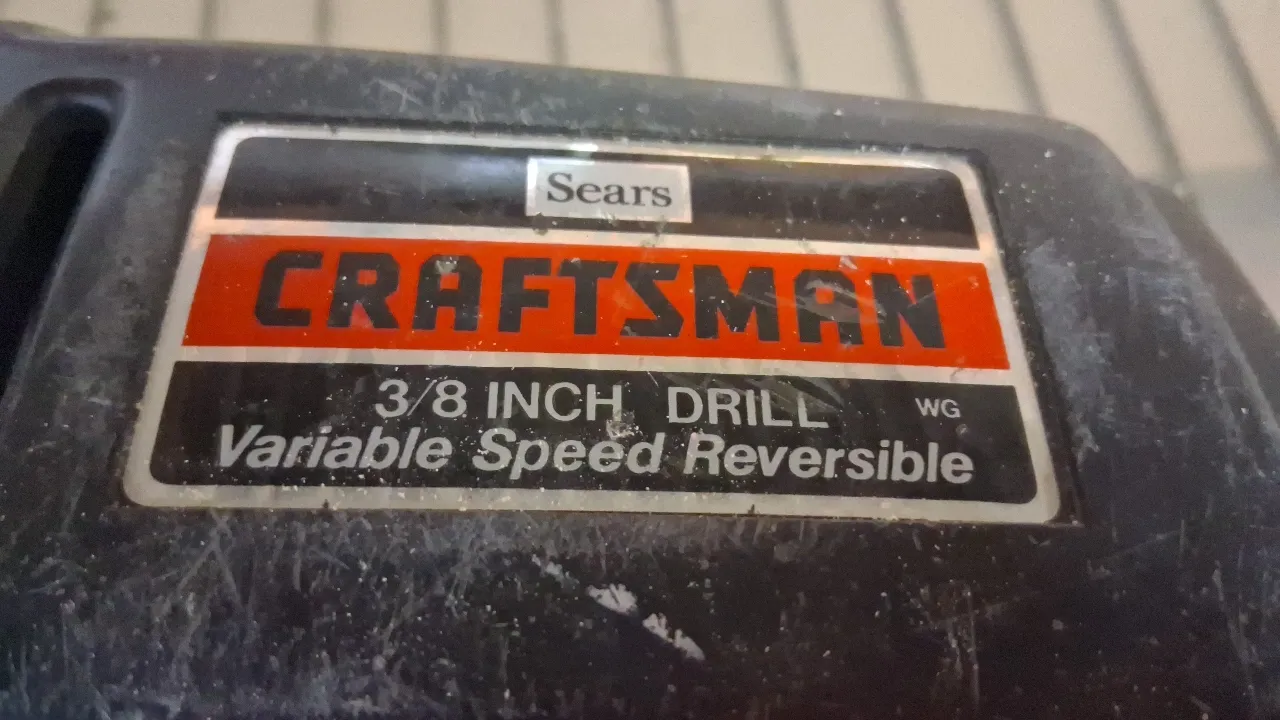 Sears
CRAFTSMAN
3/8 INCH DRILL WG
Variable Speed Reversible